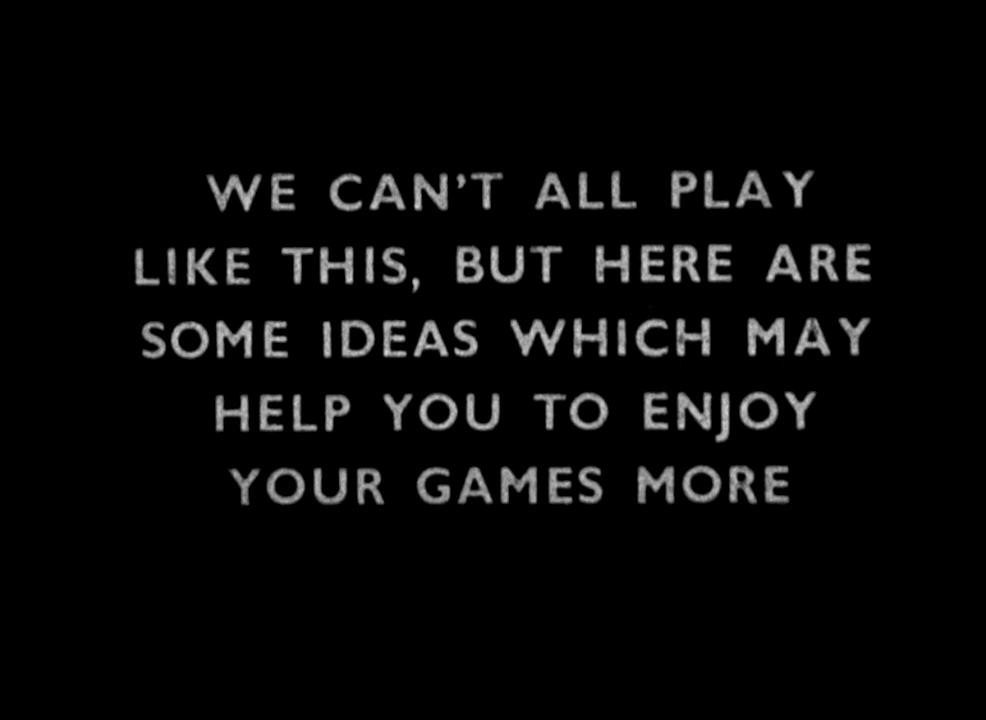 WE CAN'T ALL PLAY
LIKE THIS, BUT HERE ARE
SOME IDEAS WHICH MAY
HELP YOU TO ENJOY
YOUR GAMES MORE